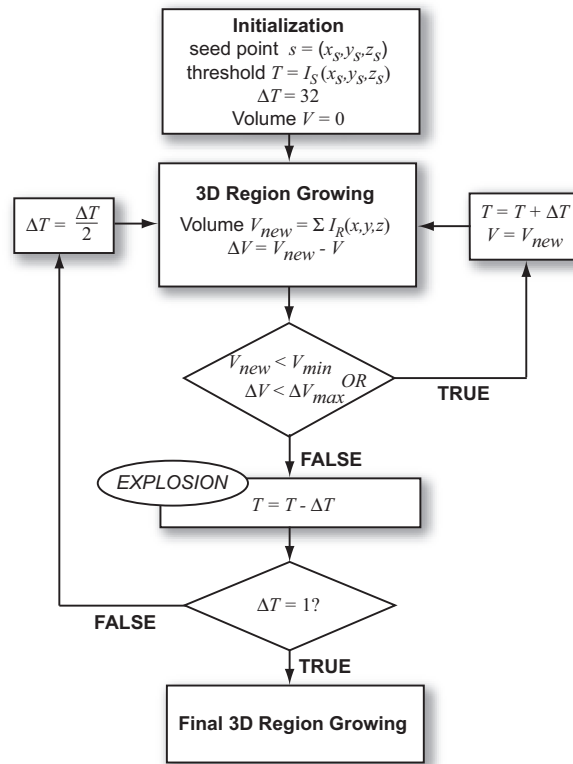 Initialization
seed point s = (x_s, y_s, z_s)
threshold T = I_S(x_s, y_s, z_s)
ΔT = 32
Volume V = 0
3D Region Growing
Volume V_new = Σ I_R(x,y,z)
ΔV = V_new - V
ΔT = ΔT/2
T = T + ΔT
V = V_new
V_new < V_min
OR
ΔV < ΔV_max
TRUE
FALSE
EXPLOSION
T = T - ΔT
ΔT = 1?
FALSE
TRUE
Final 3D Region Growing